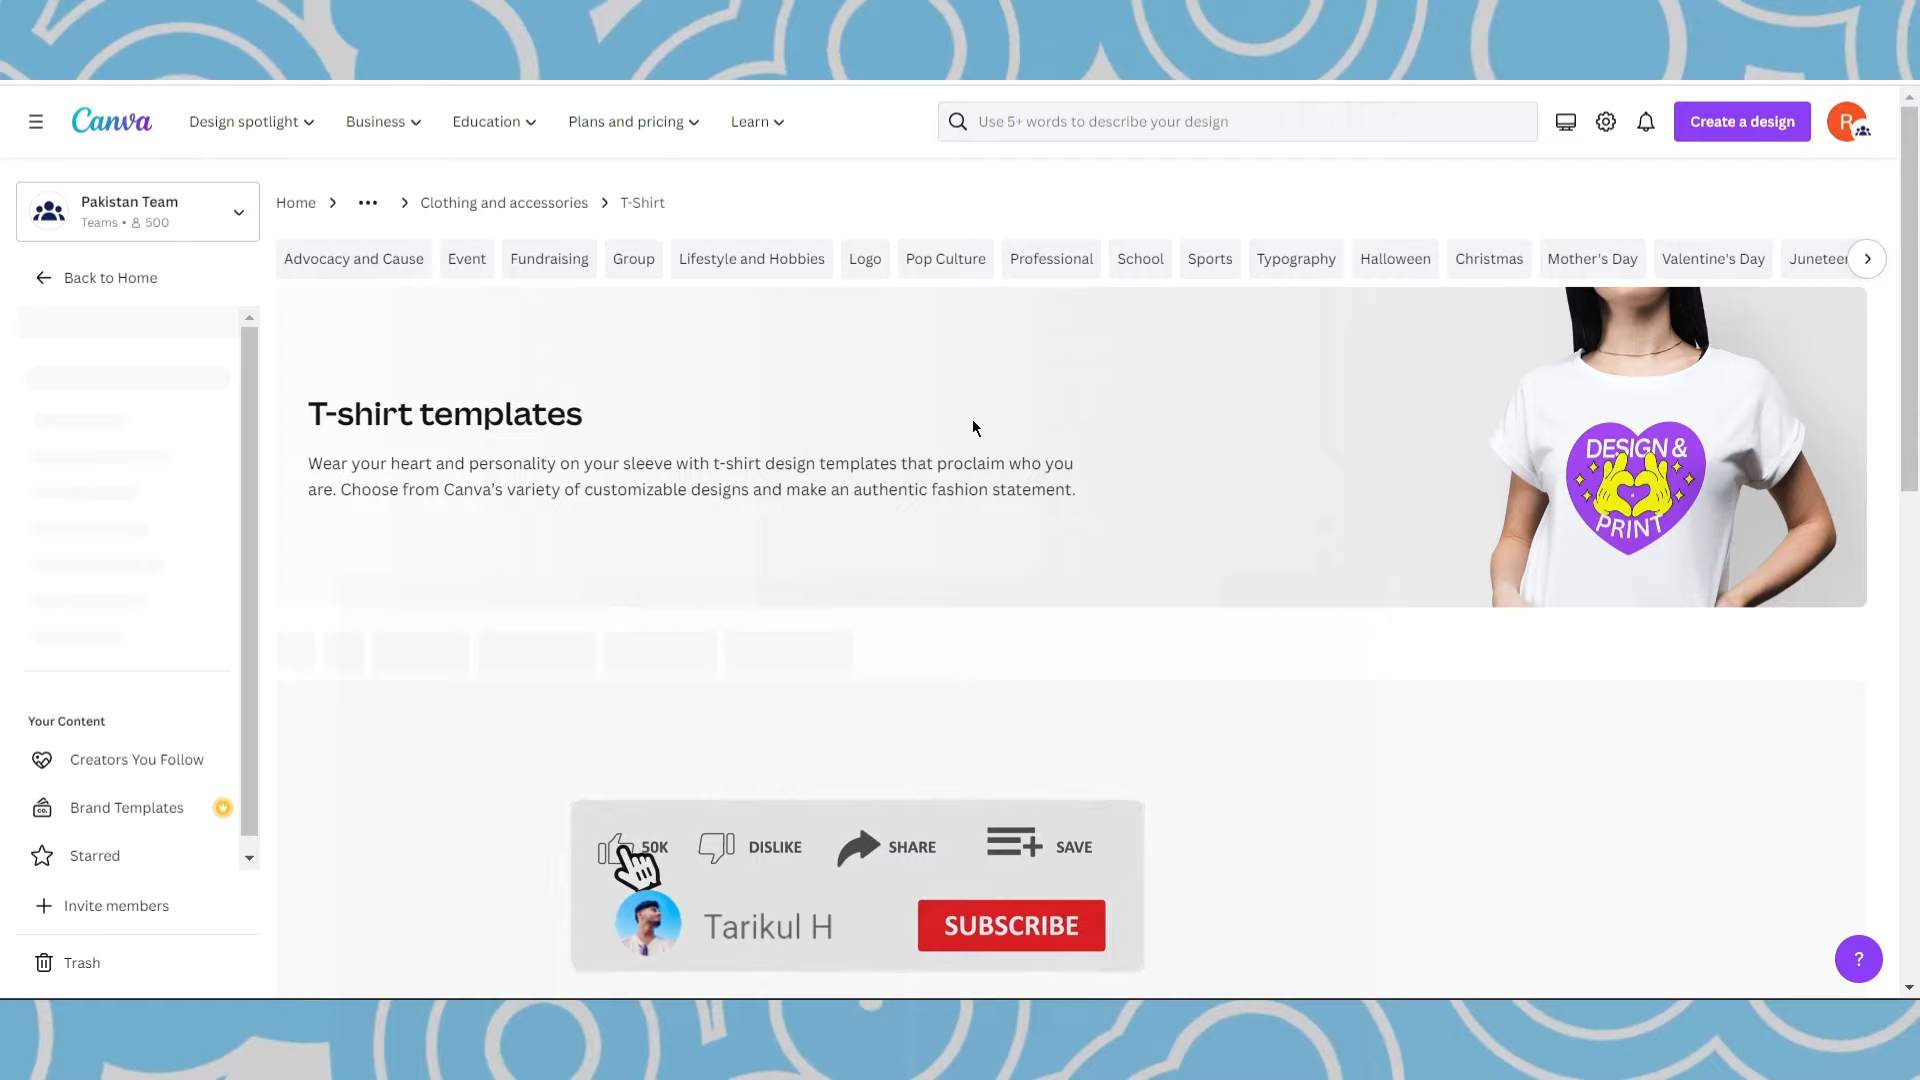 Canva
Design spotlight
Business
Education
Plans and pricing
Learn
Use 5+ words to describe your design
Create a design
R
Pakistan Team
Teams • 500
Home
Clothing and accessories
T-Shirt
Advocacy and Cause
Event
Fundraising
Group
Lifestyle and Hobbies
Logo
Pop Culture
Professional
School
Sports
Typography
Halloween
Christmas
Mother's Day
Valentine's Day
Juneteen
Back to Home
T-shirt templates
Wear your heart and personality on your sleeve with t-shirt design templates that proclaim who you
are. Choose from Canva’s variety of customizable designs and make an authentic fashion statement.
DESIGN &
PRINT
Your Content
Creators You Follow
Brand Templates
Starred
Invite members
Trash
50K
DISLIKE
SHARE
SAVE
Tarikul H
SUBSCRIBE
?